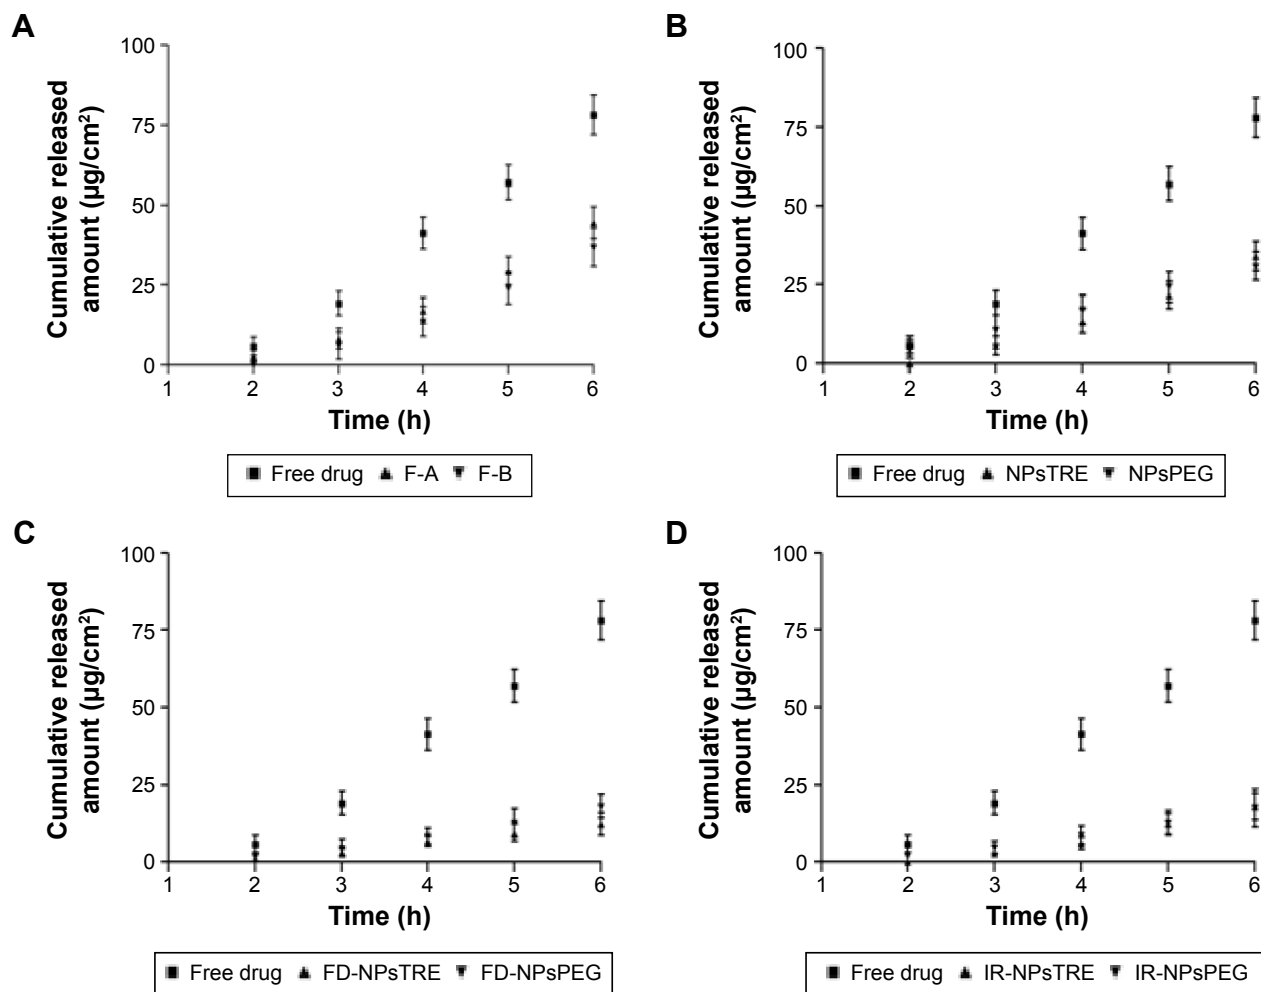 A
Cumulative released
amount (µg/cm²)
100
75
50
25
0
1 2 3 4 5 6
Time (h)
Free drug F-A F-B
B
Cumulative released
amount (µg/cm²)
100
75
50
25
0
1 2 3 4 5 6
Time (h)
Free drug NPsTRE NPsPEG
C
Cumulative released
amount (µg/cm²)
100
75
50
25
0
1 2 3 4 5 6
Time (h)
Free drug FD-NPsTRE FD-NPsPEG
D
Cumulative released
amount (µg/cm²)
100
75
50
25
0
1 2 3 4 5 6
Time (h)
Free drug IR-NPsTRE IR-NPsPEG